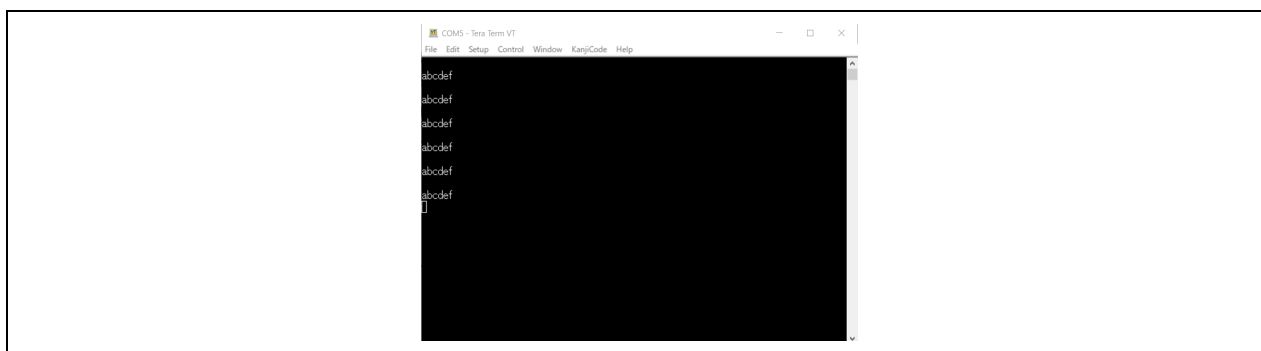 COM5 - Tera Term VT
File Edit Setup Control Window KanjiCode Help
abcdef
abcdef
abcdef
abcdef
abcdef
abcdef